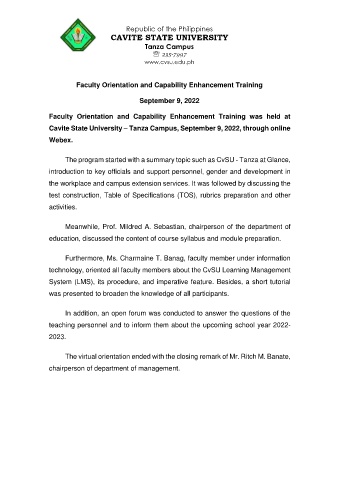 Republic of the Philippines
CAVITE STATE UNIVERSITY
Tanza Campus
☏ 235-7997
www.cvsu.edu.ph
Faculty Orientation and Capability Enhancement Training
September 9, 2022
Faculty Orientation and Capability Enhancement Training was held at
Cavite State University – Tanza Campus, September 9, 2022, through online
Webex.
The program started with a summary topic such as CvSU - Tanza at Glance,
introduction to key officials and support personnel, gender and development in
the workplace and campus extension services. It was followed by discussing the
test construction, Table of Specifications (TOS), rubrics preparation and other
activities.
Meanwhile, Prof. Mildred A. Sebastian, chairperson of the department of
education, discussed the content of course syllabus and module preparation.
Furthermore, Ms. Charmaine T. Banag, faculty member under information
technology, oriented all faculty members about the CvSU Learning Management
System (LMS), its procedure, and imperative feature. Besides, a short tutorial
was presented to broaden the knowledge of all participants.
In addition, an open forum was conducted to answer the questions of the
teaching personnel and to inform them about the upcoming school year 2022-
2023.
The virtual orientation ended with the closing remark of Mr. Ritch M. Banate,
chairperson of department of management.